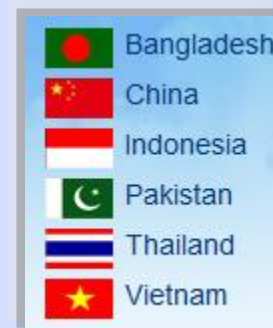 Bangladesh
China
Indonesia
Pakistan
Thailand
Vietnam